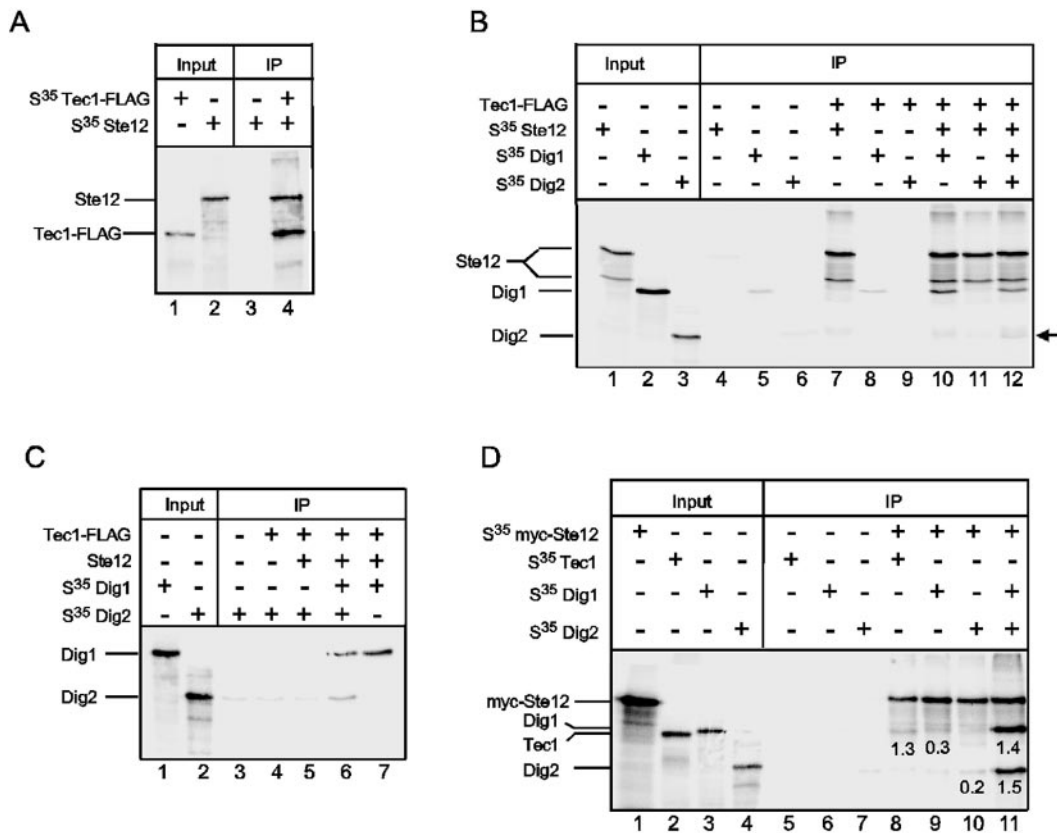 A
Input IP
S³⁵ Tec1-FLAG + - - +
S³⁵ Ste12 - + + +
Ste12
Tec1-FLAG
1 2 3 4
B
Input IP
Tec1-FLAG - - - - - - + + + + + +
S³⁵ Ste12 + - - + - - + - - + + +
S³⁵ Dig1 - + - - + - - + - + - +
S³⁵ Dig2 - - + - - + - - + - + +
Ste12
Dig1
Dig2
1 2 3 4 5 6 7 8 9 10 11 12
C
Input IP
Tec1-FLAG - - - + + + +
Ste12 - - - - + + +
S³⁵ Dig1 + - - - - + +
S³⁵ Dig2 - + + + + + -
Dig1
Dig2
1 2 3 4 5 6 7
D
Input IP
S³⁵ myc-Ste12 + - - - - - - + + + +
S³⁵ Tec1 - + - - + - - + - - -
S³⁵ Dig1 - - + - - + - - + - +
S³⁵ Dig2 - - - + - - + - - + +
myc-Ste12
Dig1
Tec1
Dig2
1.3 0.3 1.4
0.2 1.5
1 2 3 4 5 6 7 8 9 10 11